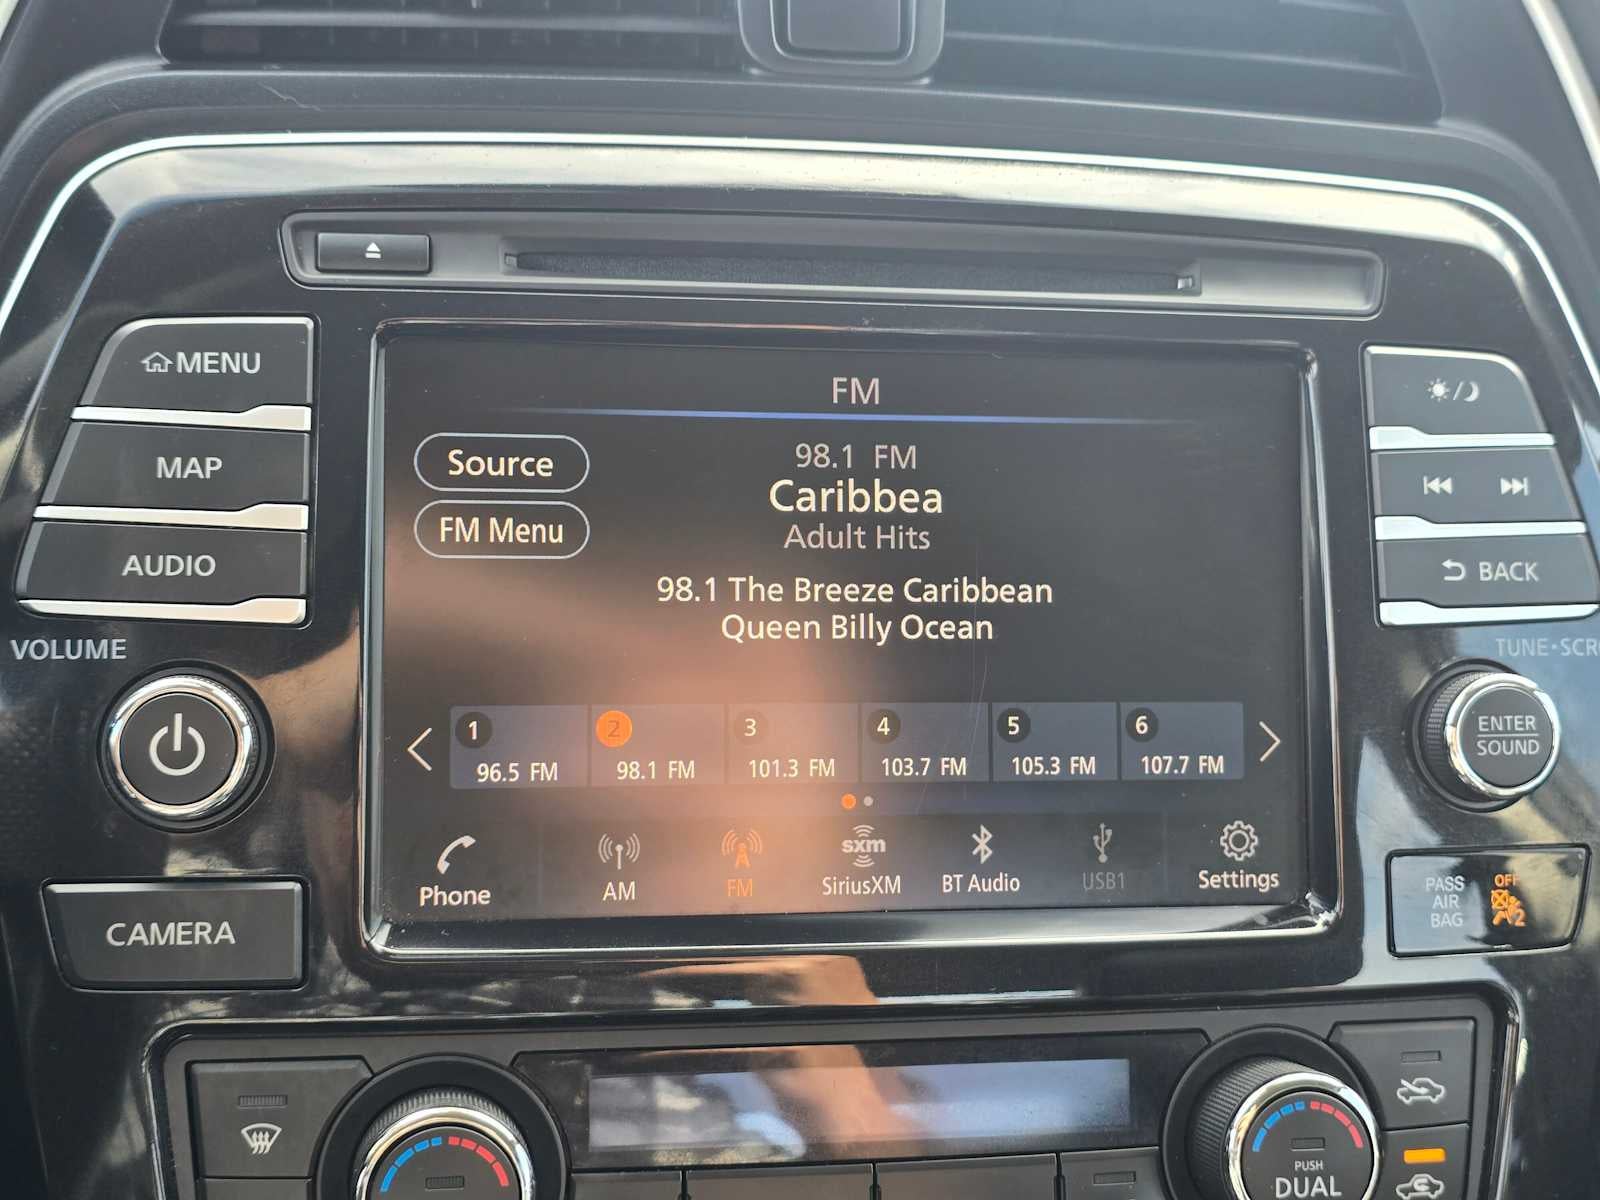 MENU
MAP
AUDIO
VOLUME
CAMERA
FM
Source
FM Menu
98.1 FM
Caribbea
Adult Hits
98.1 The Breeze Caribbean
Queen Billy Ocean
1
96.5 FM
2
98.1 FM
3
101.3 FM
4
103.7 FM
5
105.3 FM
6
107.7 FM
Phone
AM
FM
sxm
SiriusXM
BT Audio
USB1
Settings
BACK
TUNE•SCRO
ENTER
SOUND
PASS
AIR
BAG
OFF
2
PUSH
DUAL